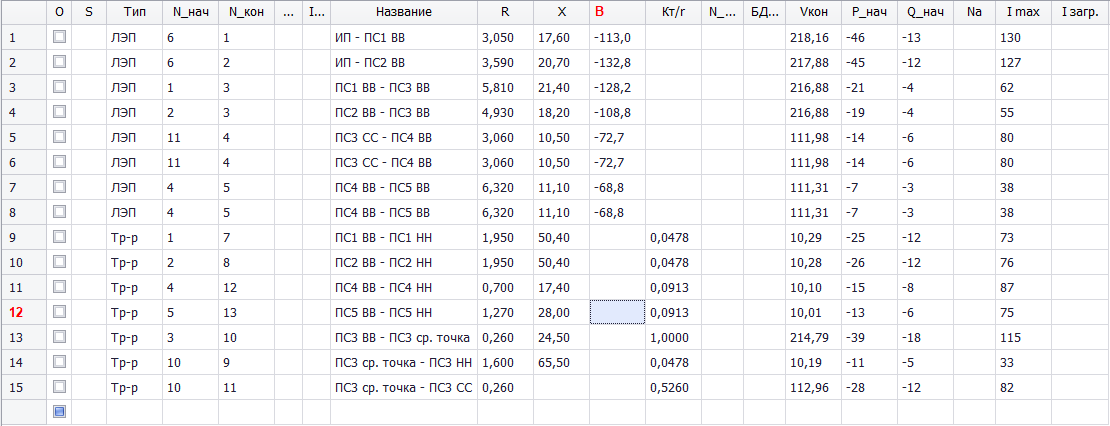 O S Тип N_нач N_кон ... I... Название R X B Кт/r N_... БД... Vкон P_нач Q_нач Na I max I загр.
1 ЛЭП 6 1 ИП - ПС1 ВВ 3,050 17,60 -113,0 218,16 -46 -13 130
2 ЛЭП 6 2 ИП - ПС2 ВВ 3,590 20,70 -132,8 217,88 -45 -12 127
3 ЛЭП 1 3 ПС1 ВВ - ПС3 ВВ 5,810 21,40 -128,2 216,88 -21 -4 62
4 ЛЭП 2 3 ПС2 ВВ - ПС3 ВВ 4,930 18,20 -108,8 216,88 -19 -4 55
5 ЛЭП 11 4 ПС3 СС - ПС4 ВВ 3,060 10,50 -72,7 111,98 -14 -6 80
6 ЛЭП 11 4 ПС3 СС - ПС4 ВВ 3,060 10,50 -72,7 111,98 -14 -6 80
7 ЛЭП 4 5 ПС4 ВВ - ПС5 ВВ 6,320 11,10 -68,8 111,31 -7 -3 38
8 ЛЭП 4 5 ПС4 ВВ - ПС5 ВВ 6,320 11,10 -68,8 111,31 -7 -3 38
9 Тр-р 1 7 ПС1 ВВ - ПС1 НН 1,950 50,40 0,0478 10,29 -25 -12 73
10 Тр-р 2 8 ПС2 ВВ - ПС2 НН 1,950 50,40 0,0478 10,28 -26 -12 76
11 Тр-р 4 12 ПС4 ВВ - ПС4 НН 0,700 17,40 0,0913 10,10 -15 -8 87
12 Тр-р 5 13 ПС5 ВВ - ПС5 НН 1,270 28,00 0,0913 10,01 -13 -6 75
13 Тр-р 3 10 ПС3 ВВ - ПС3 ср. точка 0,260 24,50 1,0000 214,79 -39 -18 115
14 Тр-р 10 9 ПС3 ср. точка - ПС3 НН 1,600 65,50 0,0478 10,19 -11 -5 33
15 Тр-р 10 11 ПС3 ср. точка - ПС3 СС 0,260 0,5260 112,96 -28 -12 82